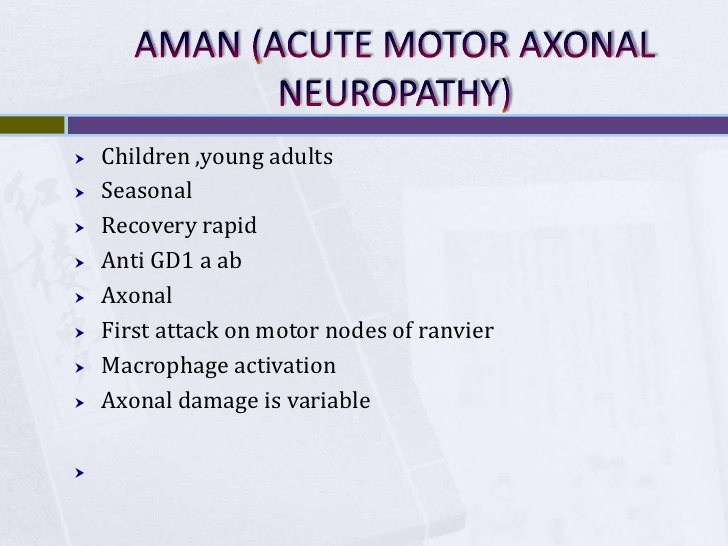 AMAN (ACUTE MOTOR AXONAL
NEUROPATHY)
Children ,young adults
Seasonal
Recovery rapid
Anti GD1 a ab
Axonal
First attack on motor nodes of ranvier
Macrophage activation
Axonal damage is variable